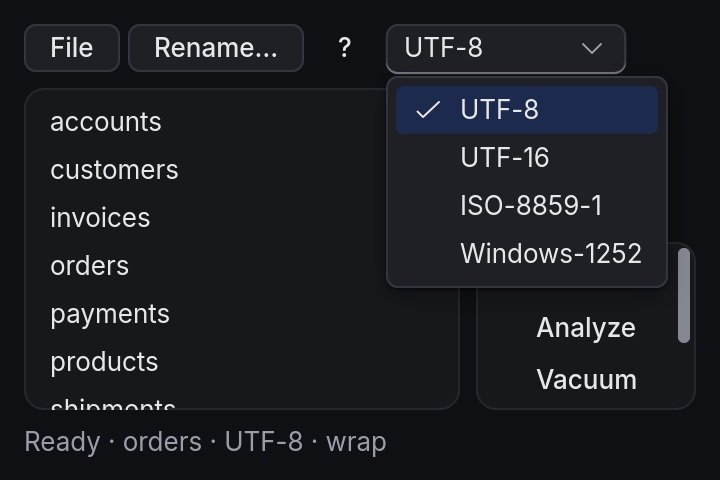 File Rename... ? UTF-8
accounts
customers
invoices
orders
payments
products
shipments
UTF-8
UTF-16
ISO-8859-1
Windows-1252
Analyze
Vacuum
Ready · orders · UTF-8 · wrap